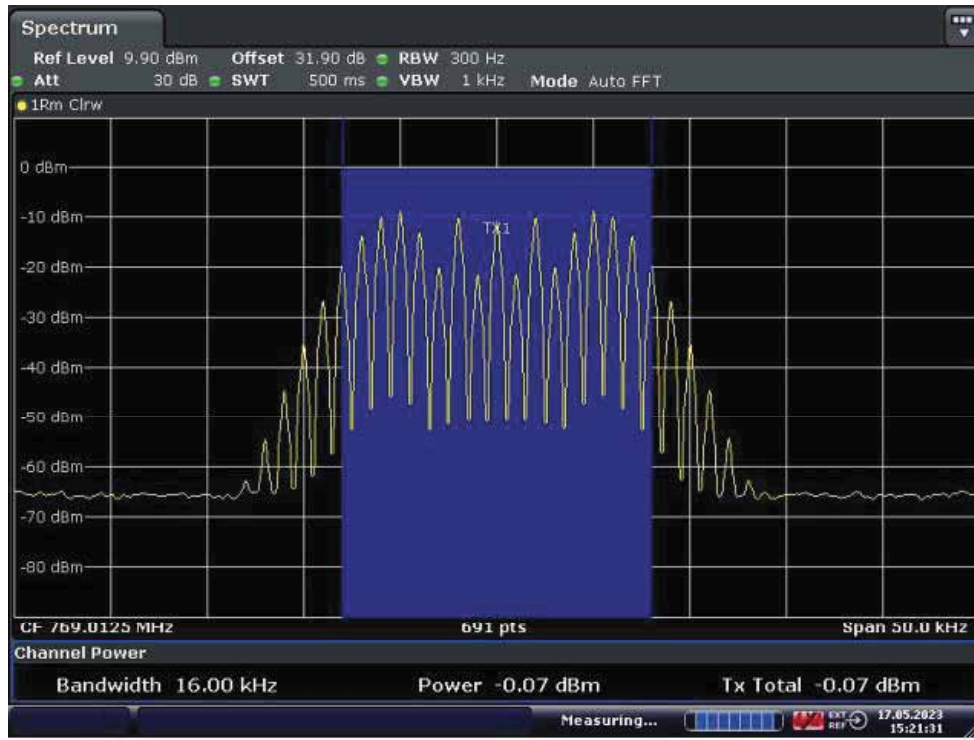 Spectrum
Ref Level 9.90 dBm Offset 31.90 dB RBW 300 Hz
Att 30 dB SWT 500 ms VBW 1 kHz Mode Auto FFT
1Rm Clrw
0 dBm
-10 dBm
TX1
-20 dBm
-30 dBm
-40 dBm
-50 dBm
-60 dBm
-70 dBm
-80 dBm
CF 769.0125 MHz 691 pts Span 50.0 kHz
Channel Power
Bandwidth 16.00 kHz Power -0.07 dBm Tx Total -0.07 dBm
Measuring... EXT REF 17.05.2023
15:21:31